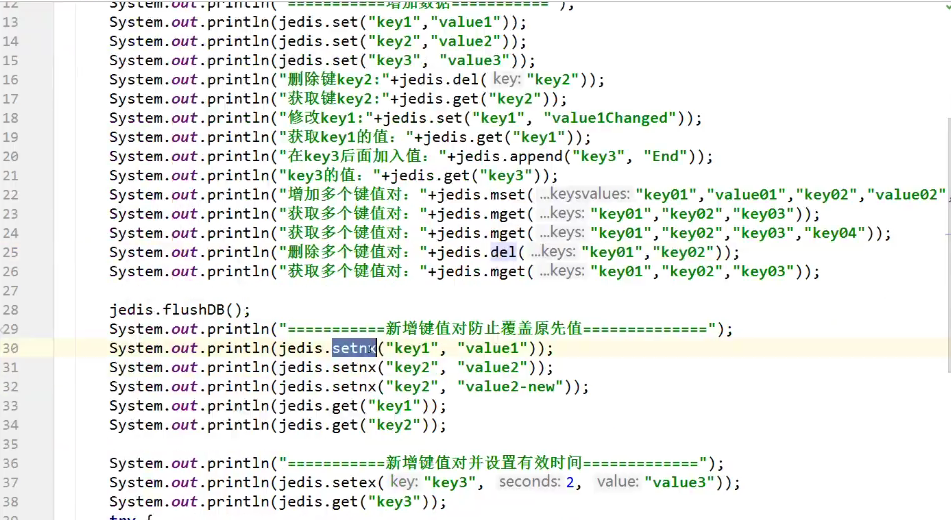 12 System.out.println("===========增加数据===========");
13 System.out.println(jedis.set("key1","value1"));
14 System.out.println(jedis.set("key2","value2"));
15 System.out.println(jedis.set("key3", "value3"));
16 System.out.println("删除键key2:"+jedis.del( key: "key2"));
17 System.out.println("获取键key2:"+jedis.get("key2"));
18 System.out.println("修改key1:"+jedis.set("key1", "value1Changed"));
19 System.out.println("获取key1的值："+jedis.get("key1"));
20 System.out.println("在key3后面加入值："+jedis.append("key3", "End"));
21 System.out.println("key3的值："+jedis.get("key3"));
22 System.out.println("增加多个键值对："+jedis.mset( ...keysvalues: "key01","value01","key02","value02"
23 System.out.println("获取多个键值对："+jedis.mget( ...keys: "key01","key02","key03"));
24 System.out.println("获取多个键值对："+jedis.mget( ...keys: "key01","key02","key03","key04"));
25 System.out.println("删除多个键值对："+jedis.del( ...keys: "key01","key02"));
26 System.out.println("获取多个键值对："+jedis.mget( ...keys: "key01","key02","key03"));
27
28 jedis.flushDB();
29 System.out.println("===========新增键值对防止覆盖原先值==============");
30 System.out.println(jedis.setnx("key1", "value1"));
31 System.out.println(jedis.setnx("key2", "value2"));
32 System.out.println(jedis.setnx("key2", "value2-new"));
33 System.out.println(jedis.get("key1"));
34 System.out.println(jedis.get("key2"));
35
36 System.out.println("===========新增键值对并设置有效时间=============");
37 System.out.println(jedis.setex( key: "key3", seconds: 2, value: "value3"));
38 System.out.println(jedis.get("key3"));
39 try {